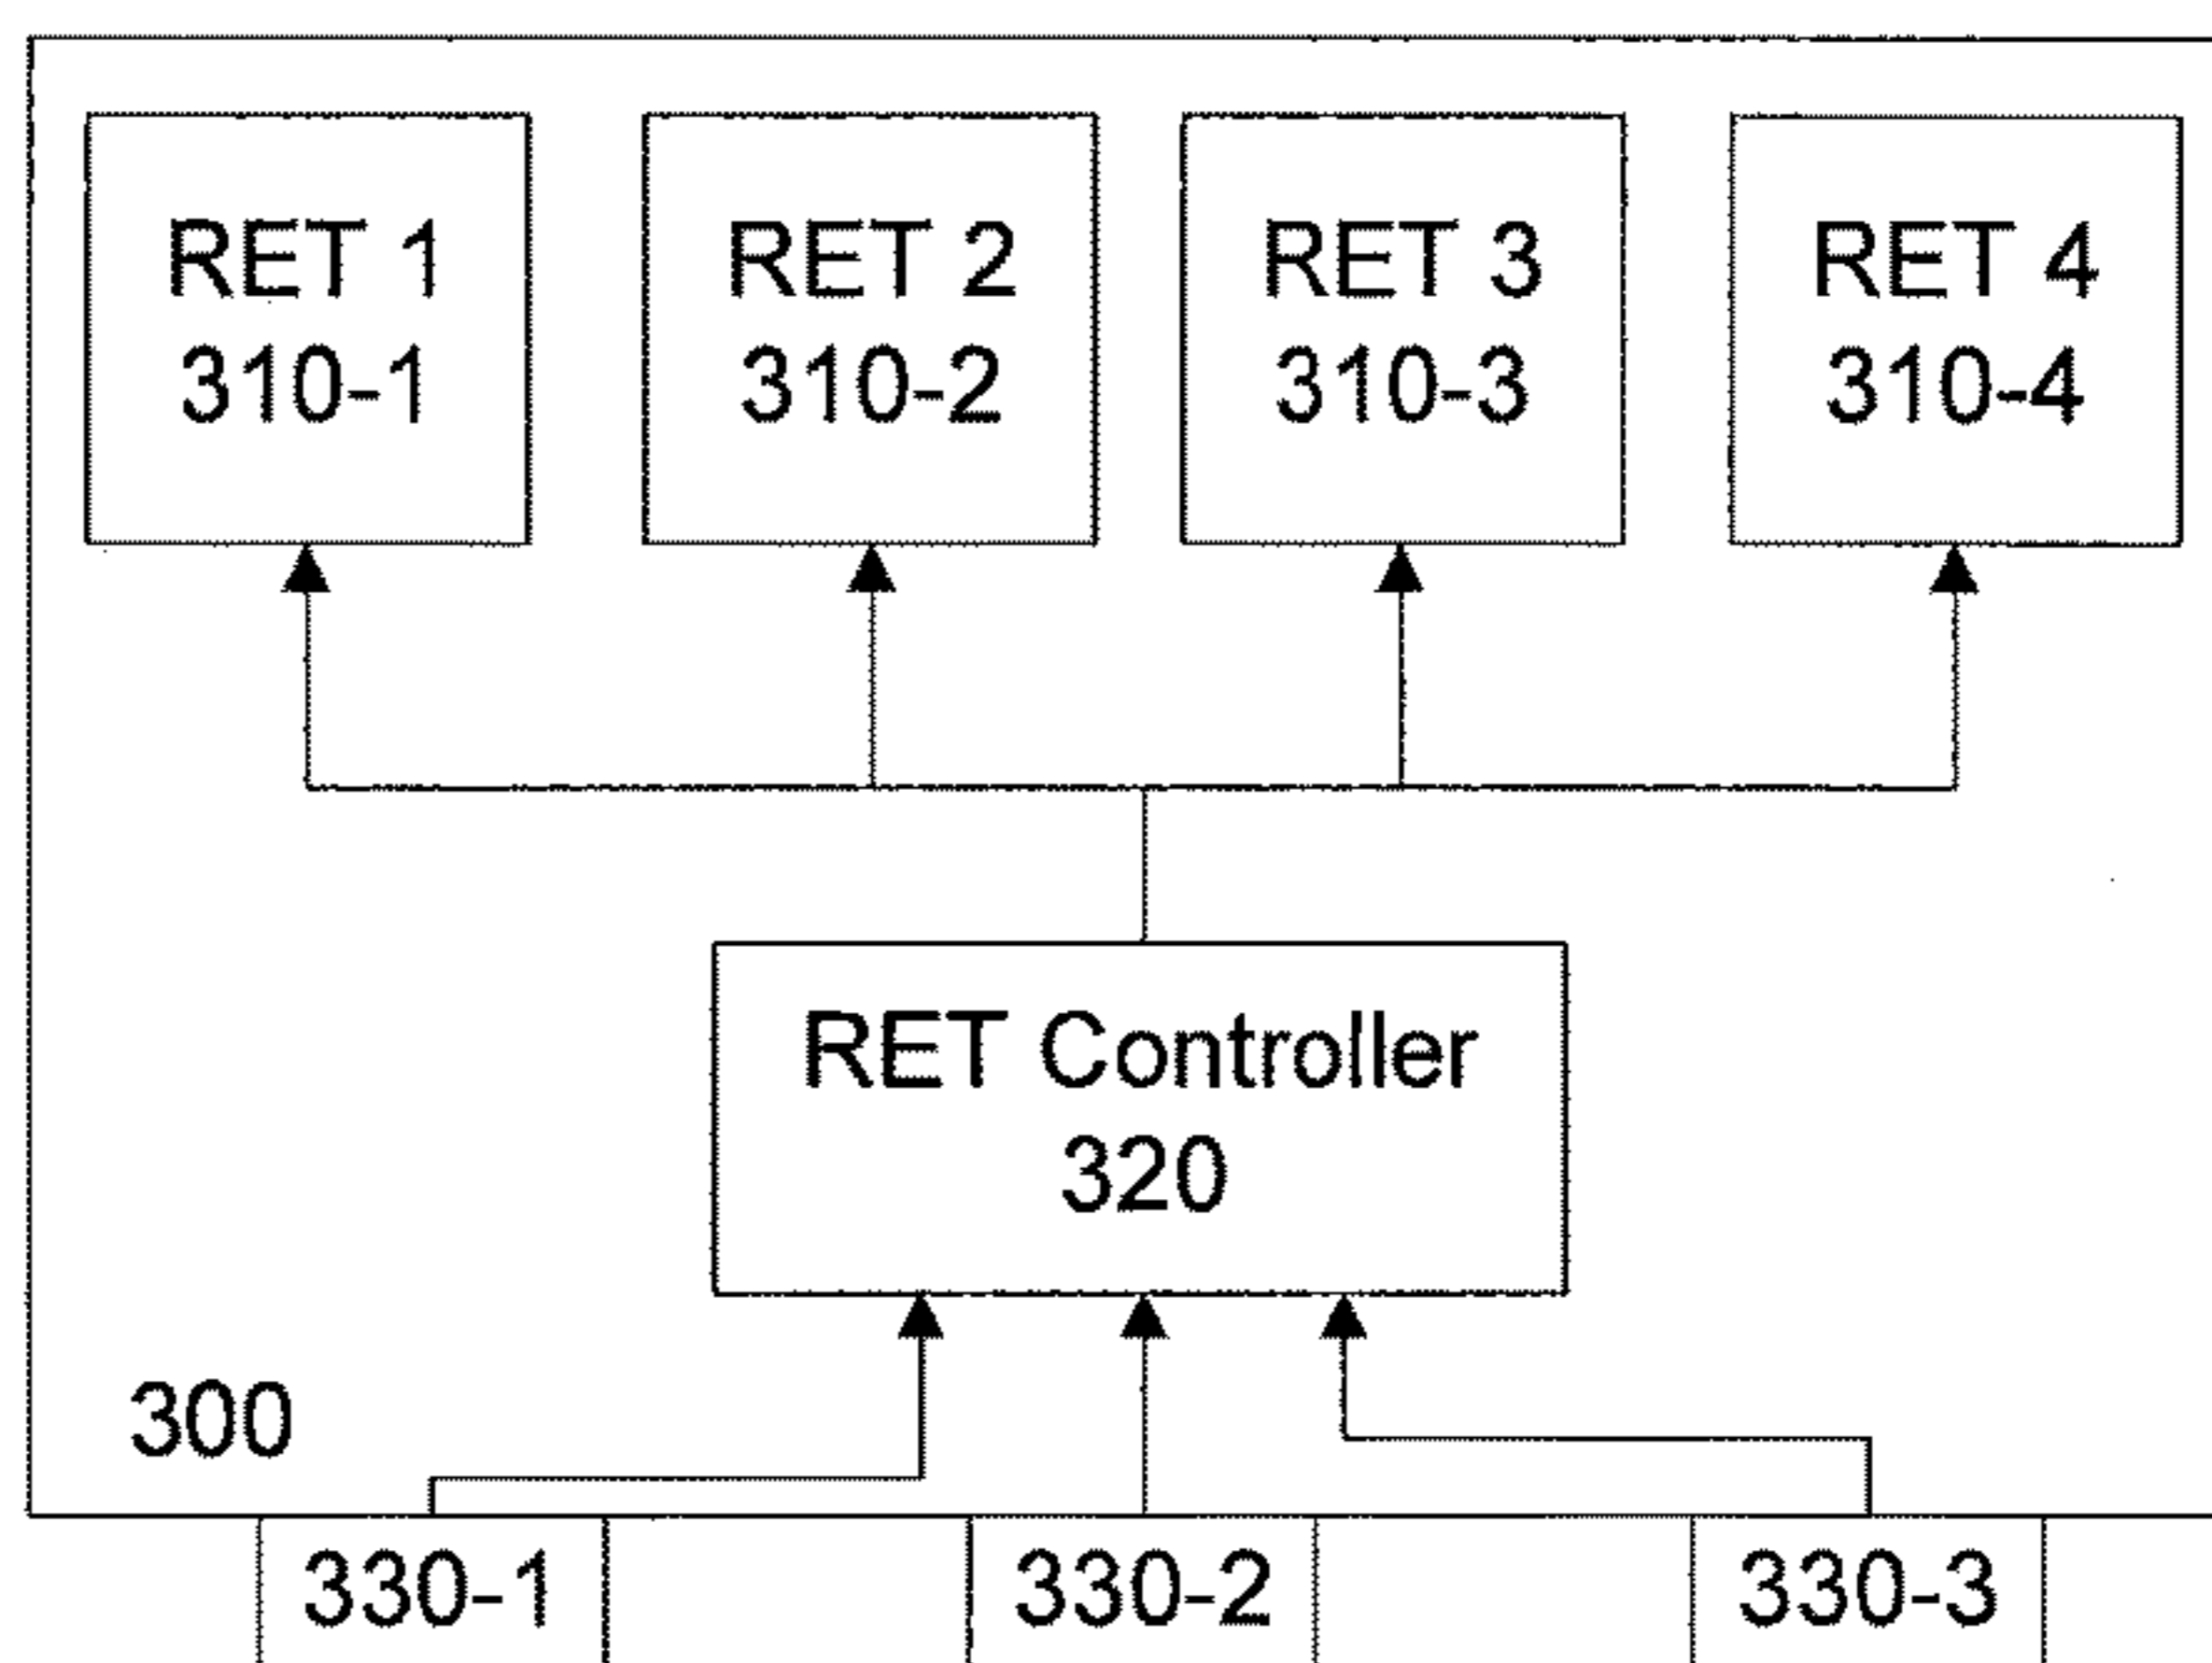 RET 1
310-1
RET 2
310-2
RET 3
310-3
RET 4
310-4
RET Controller
320
300
330-1
330-2
330-3